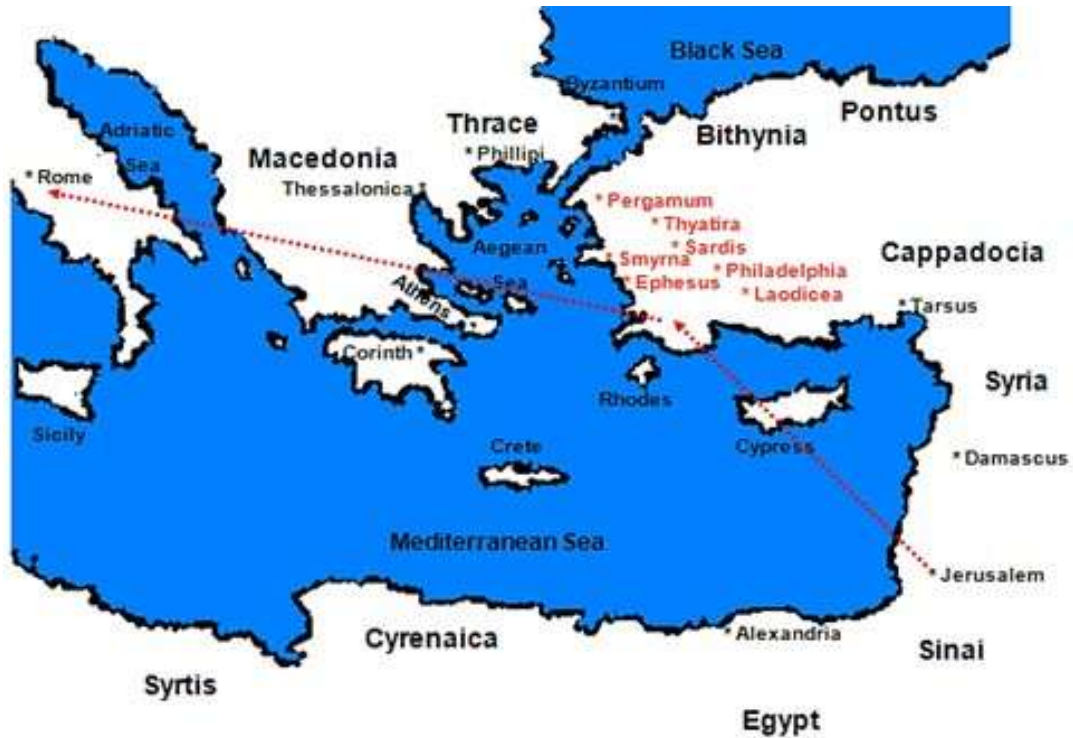 Black Sea
Byzantium
Pontus
Thrace
Bithynia
Adriatic
Sea
Macedonia
Phillipi
Rome
Thessalonica
Pergamum
Thyatira
Aegean
Sea
Sardis
Smyrna
Cappadocia
Philadelphia
Ephesus
Laodicea
Athens
Tarsus
Corinth
Syria
Rhodes
Sicily
Crete
Cypress
Damascus
Mediterranean Sea
Jerusalem
Cyrenaica
Alexandria
Sinai
Syrtis
Egypt